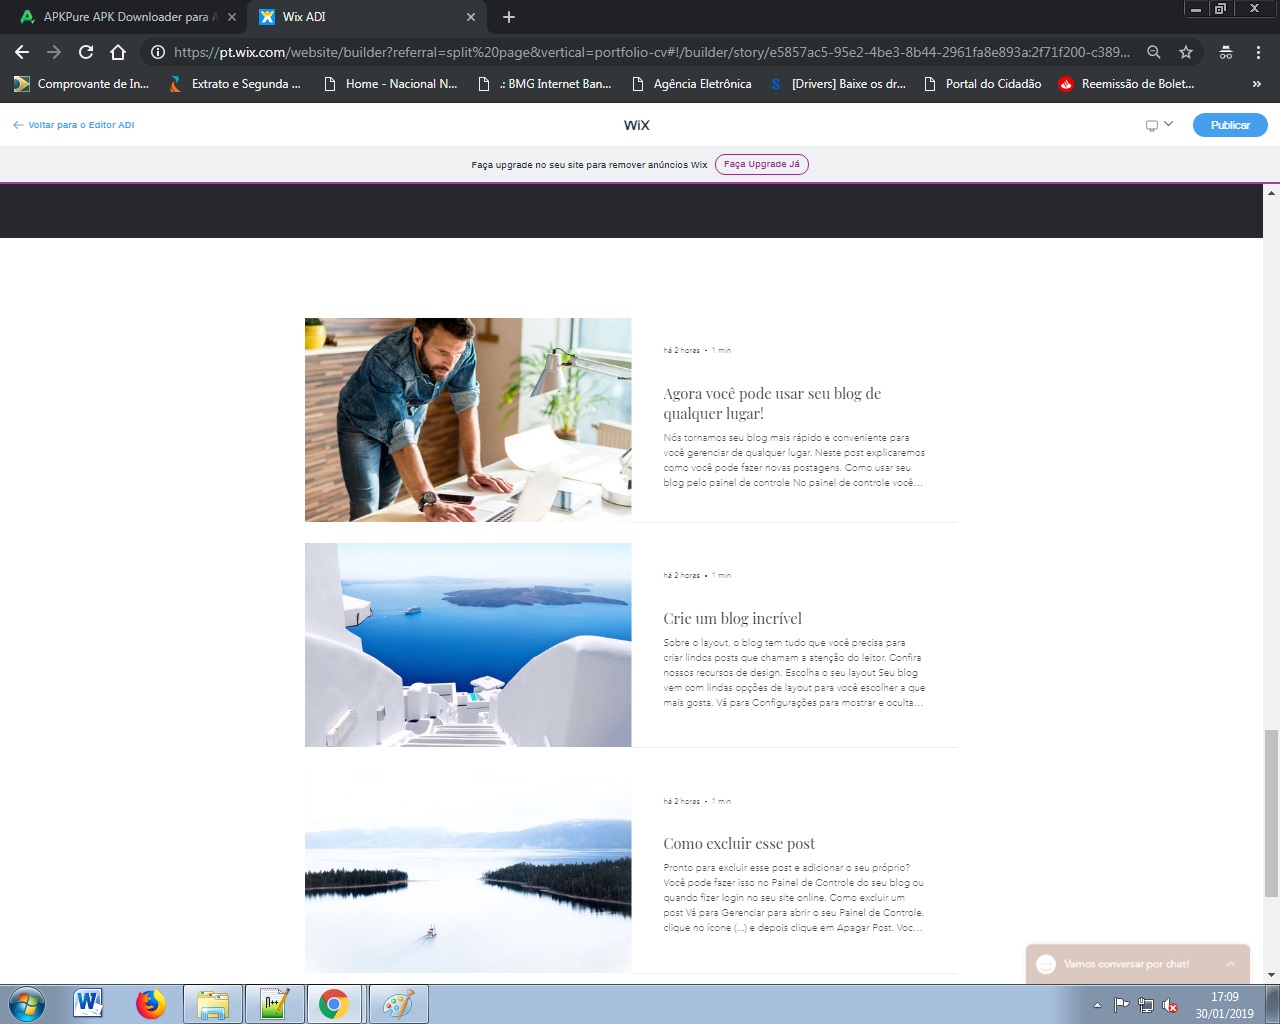 APKPure APK Downloader para A
Wix ADI
https://pt.wix.com/website/builder?referral=split%20page&vertical=portfolio-cv#!/builder/story/e5857ac5-95e2-4be3-8b44-2961fa8e893a:2f71f200-c389...
Comprovante de In...
Extrato e Segunda ...
Home - Nacional N...
.: BMG Internet Ban...
Agência Eletrônica
[Drivers] Baixe os dr...
Portal do Cidadão
Reemissão de Bolet...
»
Voltar para o Editor ADI
WiX
Publicar
Faça upgrade no seu site para remover anúncios Wix
Faça Upgrade Já
há 2 horas • 1 min
Agora você pode usar seu blog de
qualquer lugar!
Nós tornamos seu blog mais rápido e conveniente para
você gerenciar de qualquer lugar. Neste post explicaremos
como você pode fazer novas postagens. Como usar seu
blog pelo painel de controle No painel de controle você...
há 2 horas • 1 min
Crie um blog incrível
Sobre o layout, o blog tem tudo que você precisa para
criar lindos posts que chamam a atenção do leitor. Confira
nossos recursos de design. Escolha o seu layout Seu blog
vem com lindas opções de layout para você escolher a que
mais gosta. Vá para Configurações para mostrar e oculta...
há 2 horas • 1 min
Como excluir esse post
Pronto para excluir esse post e adicionar o seu próprio?
Você pode fazer isso no Painel de Controle do seu blog ou
quando fizer login no seu site online. Como excluir um
post Vá para Gerenciar para abrir o seu Painel de Controle,
clique no ícone (...) e depois clique em Apagar Post. Voc...
Vamos conversar por chat!
17:09
30/01/2019